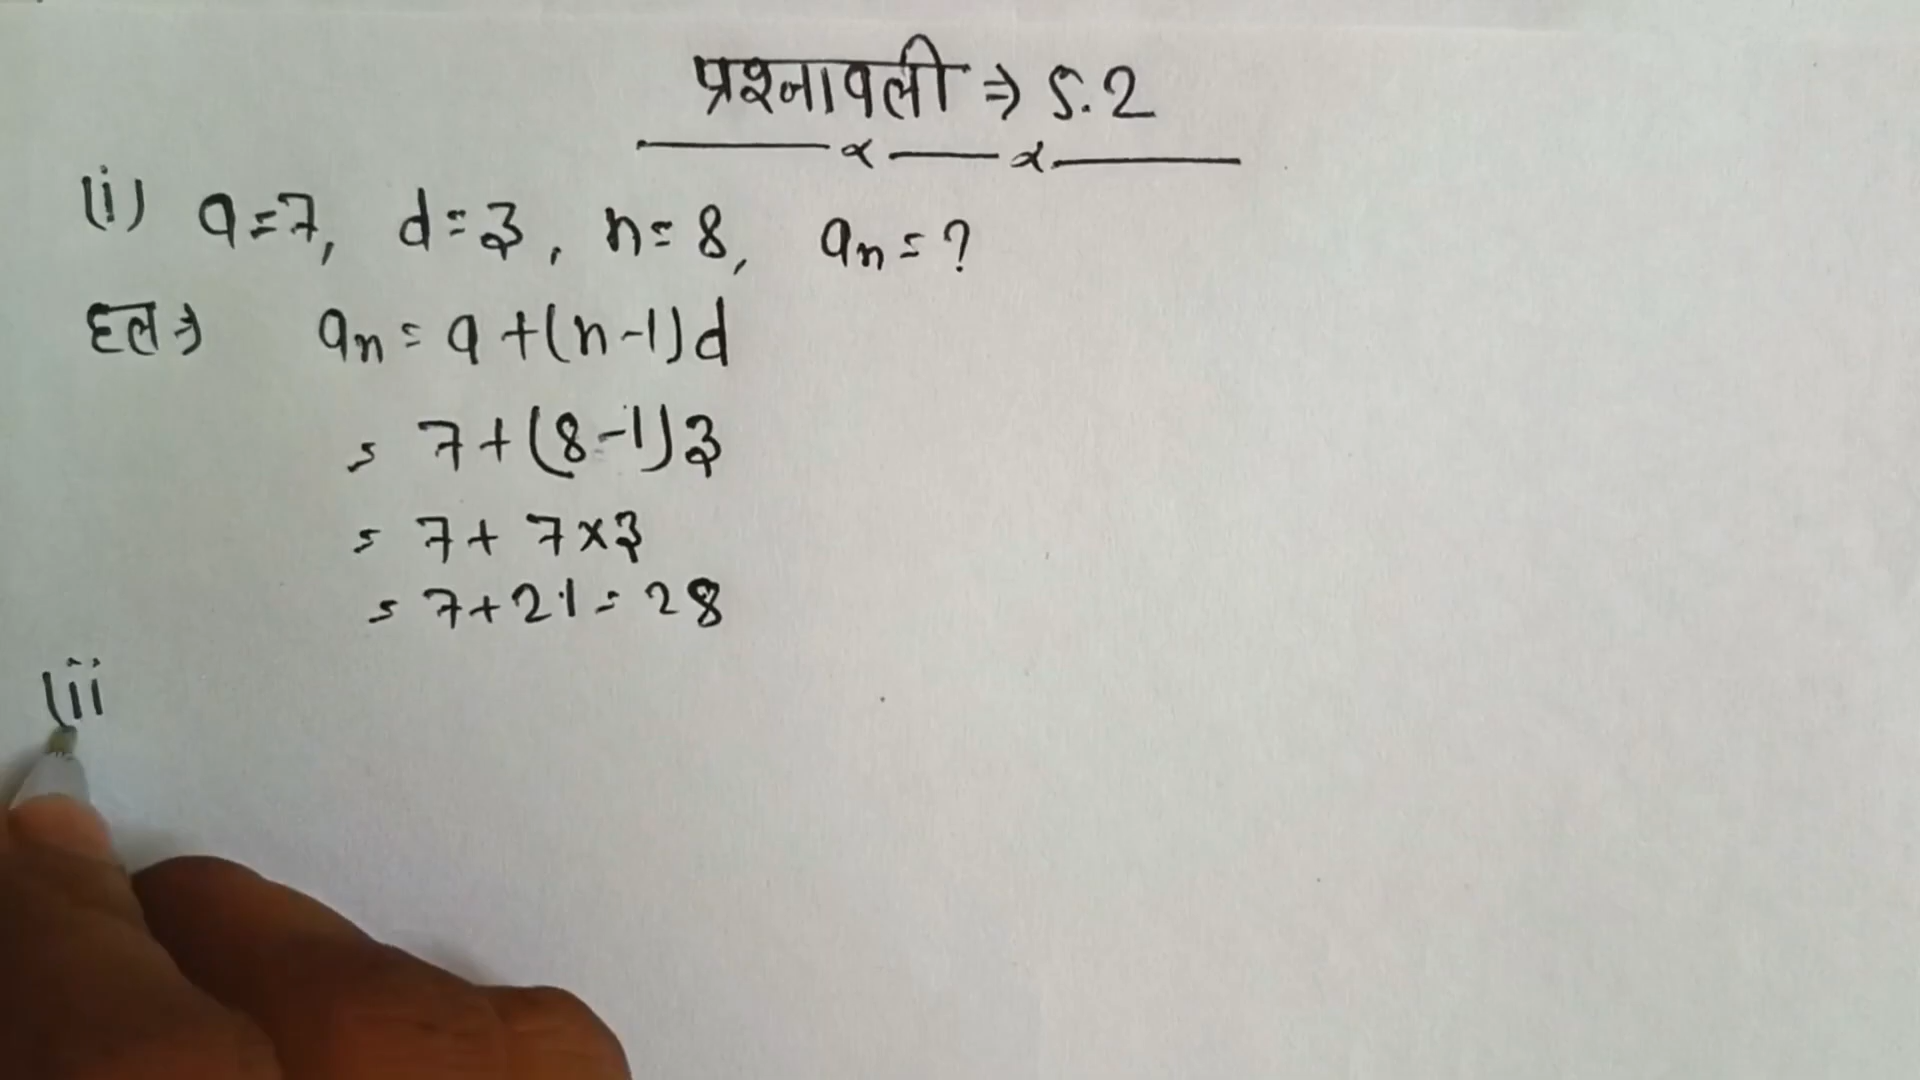 प्रश्नावली ⇒ 5.2
(i) a=7, d=3, n=8, an=?
हल⇒ an = a+(n-1)d
= 7+(8-1)3
= 7+ 7×3
= 7+21=28
(ii